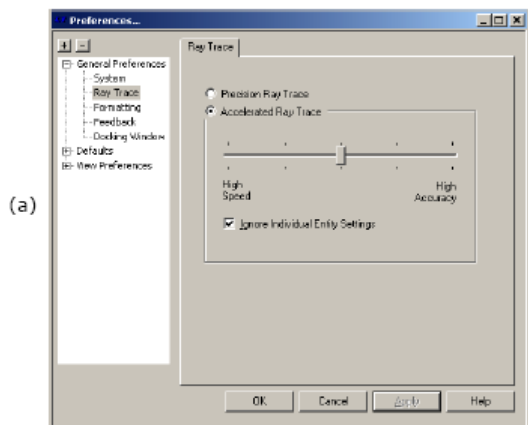 Preferences...
Ray Trace
General Preferences
System
Ray Trace
Formatting
Feedback
Docking Window
Defaults
View Preferences
(a)
Precision Ray Trace
Accelerated Ray Trace
High Speed
High Accuracy
Ignore Individual Entity Settings
OK Cancel Apply Help